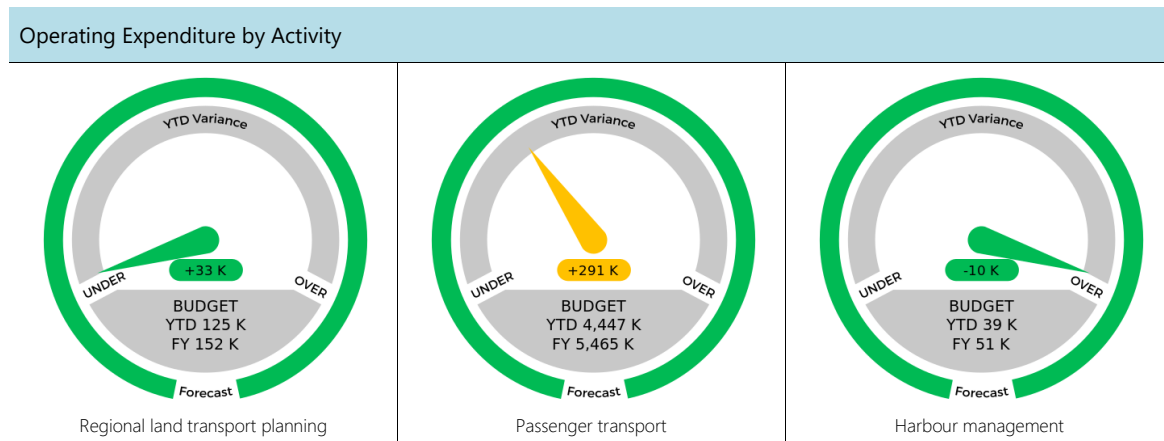 Operating Expenditure by Activity
YTD Variance
+33 K
UNDER
OVER
BUDGET
YTD 125 K
FY 152 K
Forecast
Regional land transport planning
YTD Variance
+291 K
UNDER
OVER
BUDGET
YTD 4,447 K
FY 5,465 K
Forecast
Passenger transport
YTD Variance
-10 K
UNDER
OVER
BUDGET
YTD 39 K
FY 51 K
Forecast
Harbour management